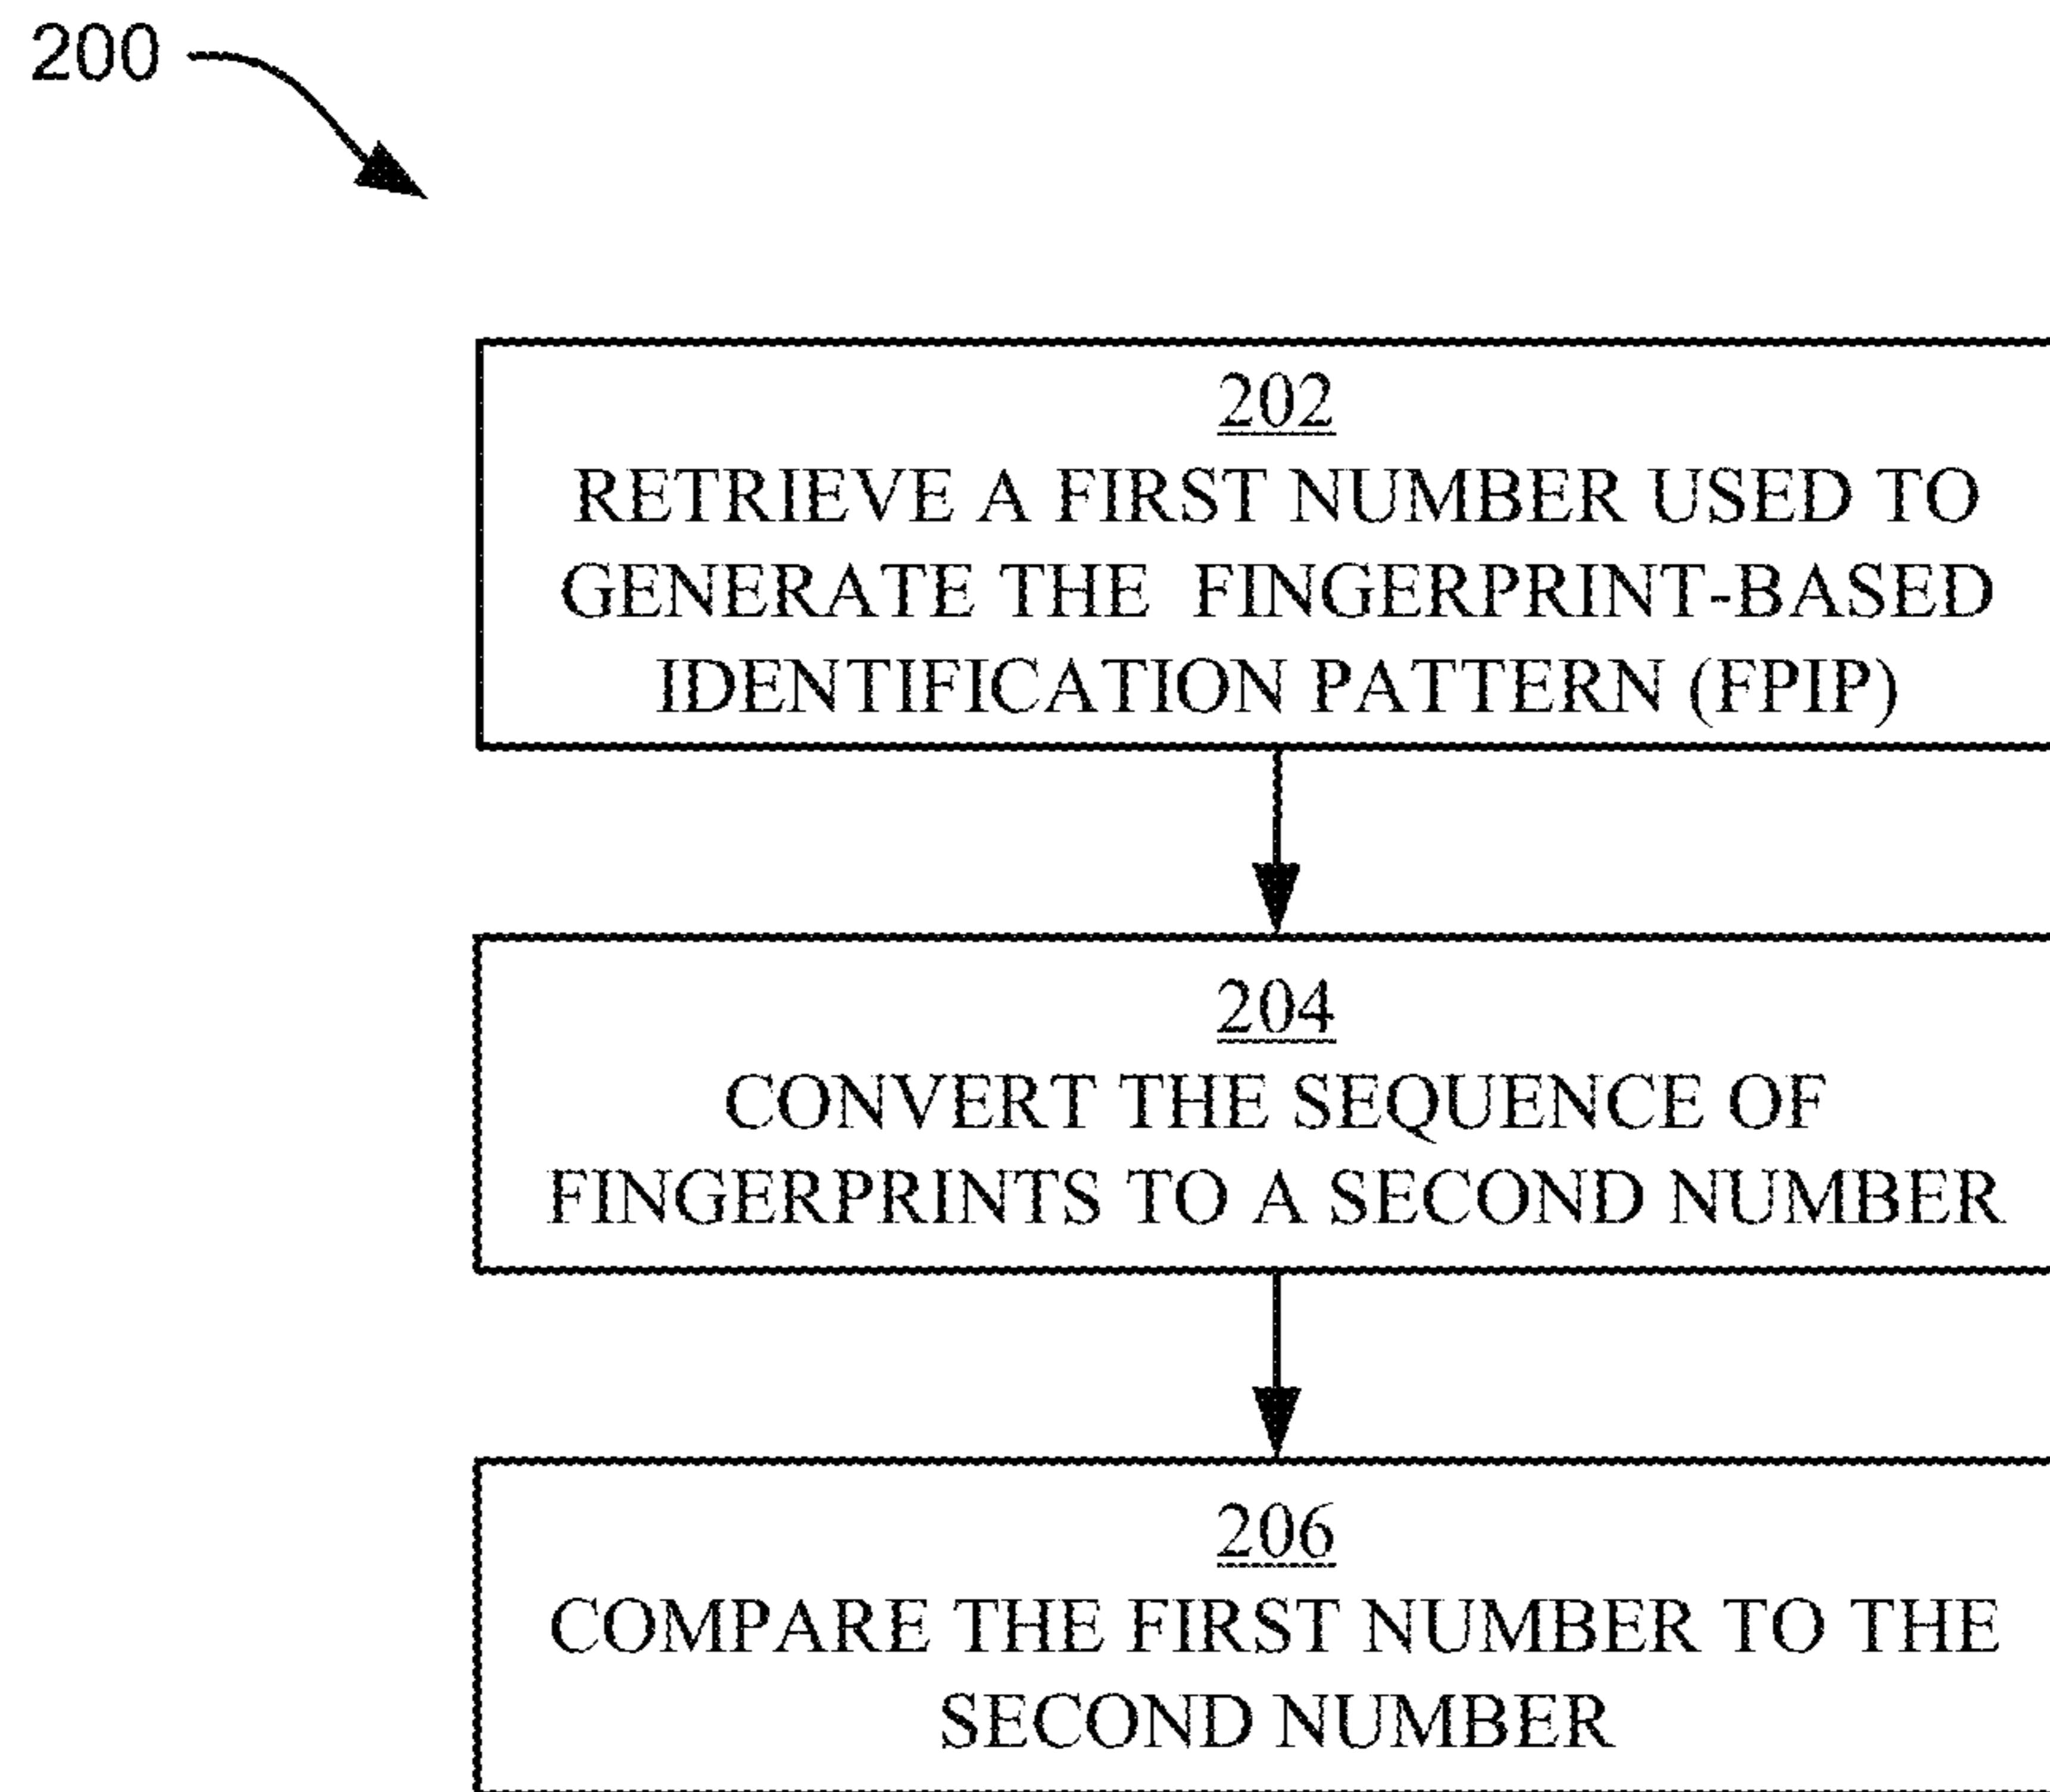 200
202
RETRIEVE A FIRST NUMBER USED TO
GENERATE THE FINGERPRINT-BASED
IDENTIFICATION PATTERN (FPIP)
204
CONVERT THE SEQUENCE OF
FINGERPRINTS TO A SECOND NUMBER
206
COMPARE THE FIRST NUMBER TO THE
SECOND NUMBER